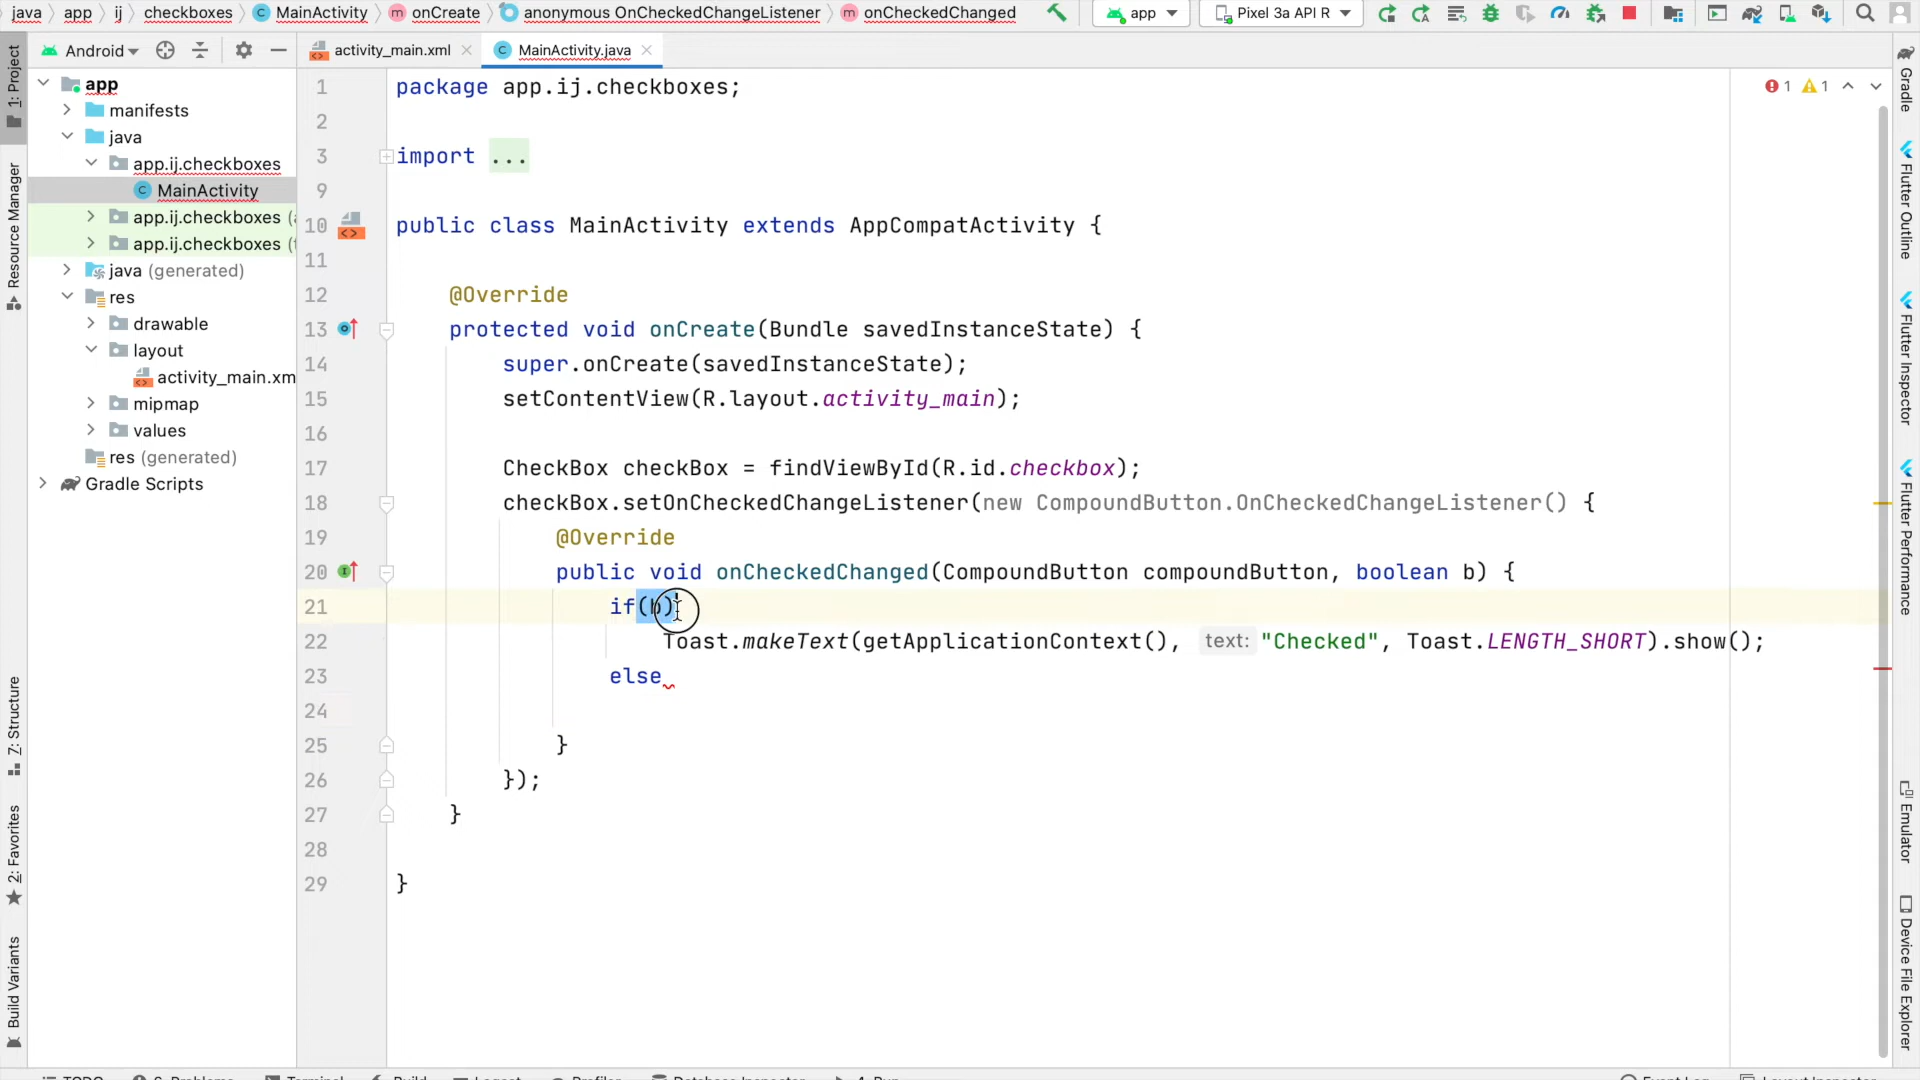 java app ij checkboxes MainActivity onCreate anonymous OnCheckedChangeListener onCheckedChanged app Pixel 3a API R
Android
activity_main.xml
MainActivity.java
1: Project
Resource Manager
7: Structure
2: Favorites
Build Variants
app
manifests
java
app.ij.checkboxes
MainActivity
app.ij.checkboxes (a
app.ij.checkboxes (t
java (generated)
res
drawable
layout
activity_main.xm
mipmap
values
res (generated)
Gradle Scripts
1 package app.ij.checkboxes;
2
3 import ...
9
10 public class MainActivity extends AppCompatActivity {
11
12 @Override
13 protected void onCreate(Bundle savedInstanceState) {
14 super.onCreate(savedInstanceState);
15 setContentView(R.layout.activity_main);
16
17 CheckBox checkBox = findViewById(R.id.checkbox);
18 checkBox.setOnCheckedChangeListener(new CompoundButton.OnCheckedChangeListener() {
19 @Override
20 public void onCheckedChanged(CompoundButton compoundButton, boolean b) {
21 if(b)
22 Toast.makeText(getApplicationContext(), text: "Checked", Toast.LENGTH_SHORT).show();
23 else
24
25 }
26 });
27 }
28
29 }
1 1
Gradle
Flutter Outline
Flutter Inspector
Flutter Performance
Emulator
Device File Explorer